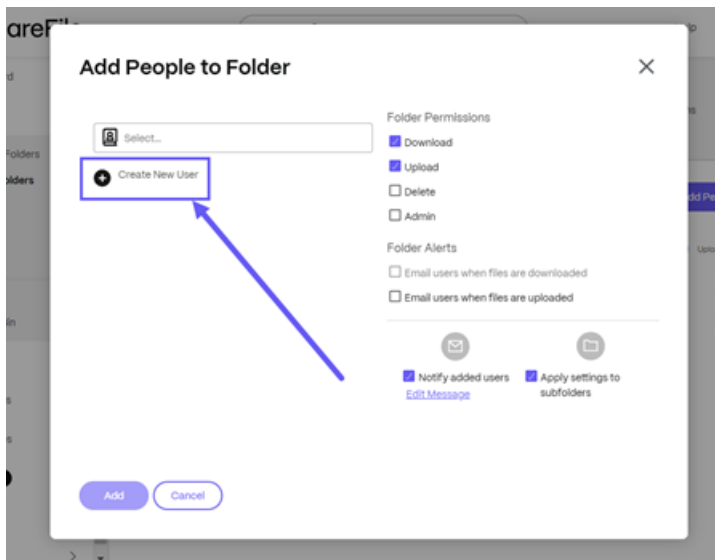 Add People to Folder
Select...
Create New User
Folder Permissions
Download
Upload
Delete
Admin
Folder Alerts
Email users when files are downloaded
Email users when files are uploaded
Notify added users
Edit Message
Apply settings to
subfolders
Add
Cancel
Folders